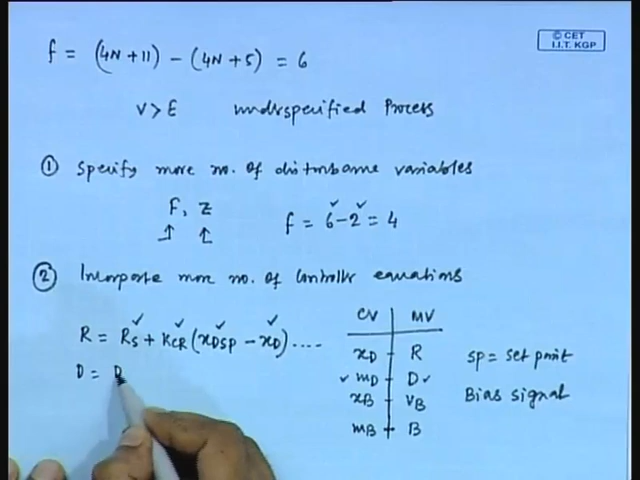 © CET
I.I.T. KGP
f = (4N+11) - (4N+5) = 6
V > E underspecified Process
① Specify more no. of disturbance variables
F, Z f = 6 - 2 = 4
② Incorporate more no. of Controller equations
R = RS + KCR (xDSP - xD) ....
D = D
CV MV
xD R
mD D
xB VB
mB B
SP = Set point
Bias signal